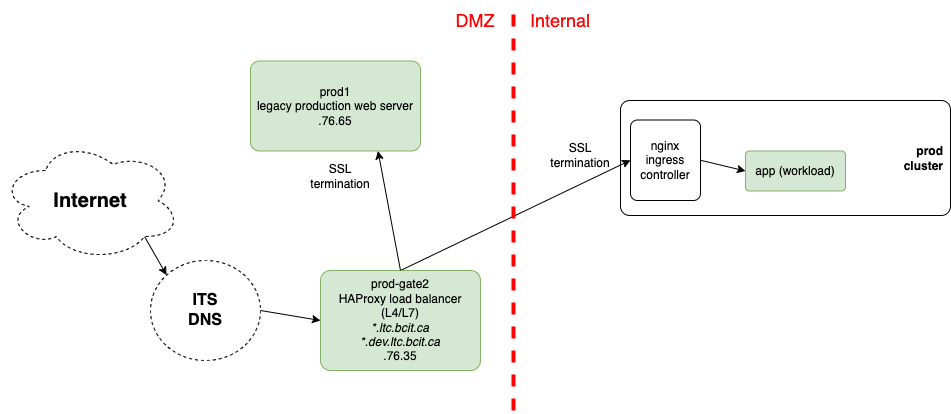 DMZ
Internal
prod1
legacy production web server
.76.65
SSL
termination
SSL
termination
nginx
ingress
controller
app (workload)
prod
cluster
Internet
ITS
DNS
prod-gate2
HAProxy load balancer
(L4/L7)
*.ltc.bcit.ca
*.dev.ltc.bcit.ca
.76.35